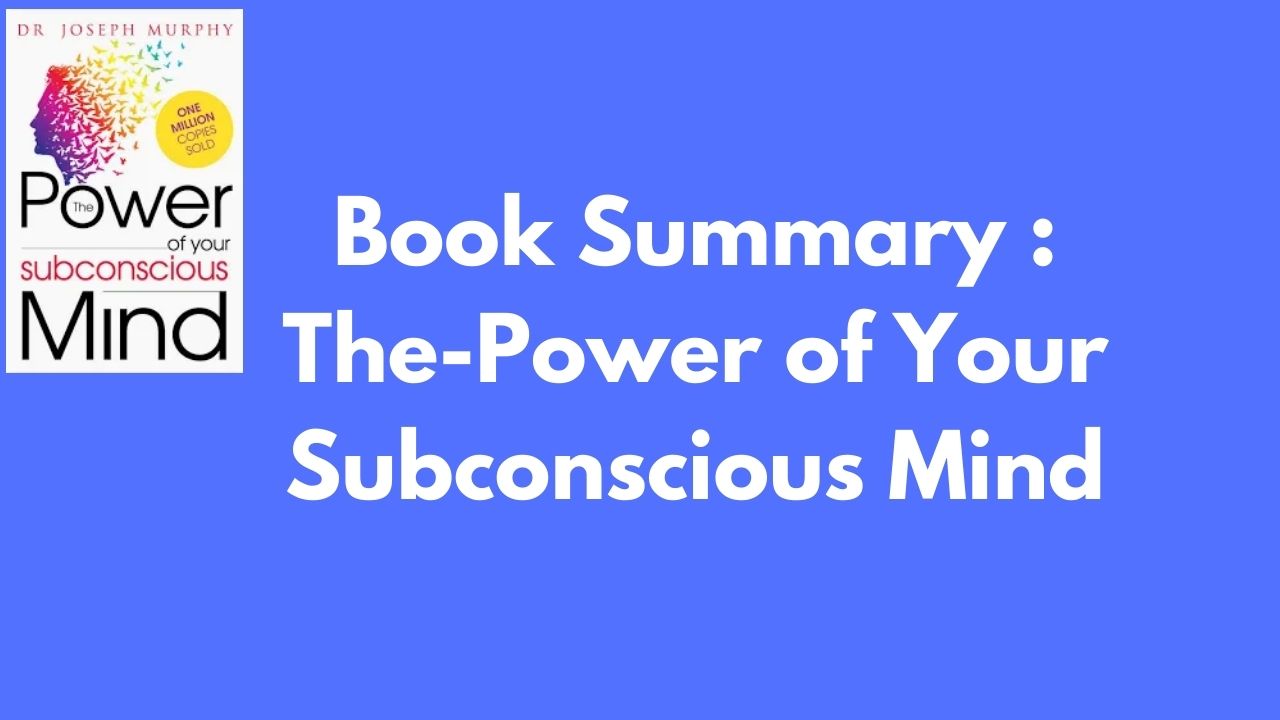 DR JOSEPH MURPHY
ONE
MILLION
COPIES
SOLD
The Power
of your
subconscious
Mind
Book Summary :
The-Power of Your
Subconscious Mind